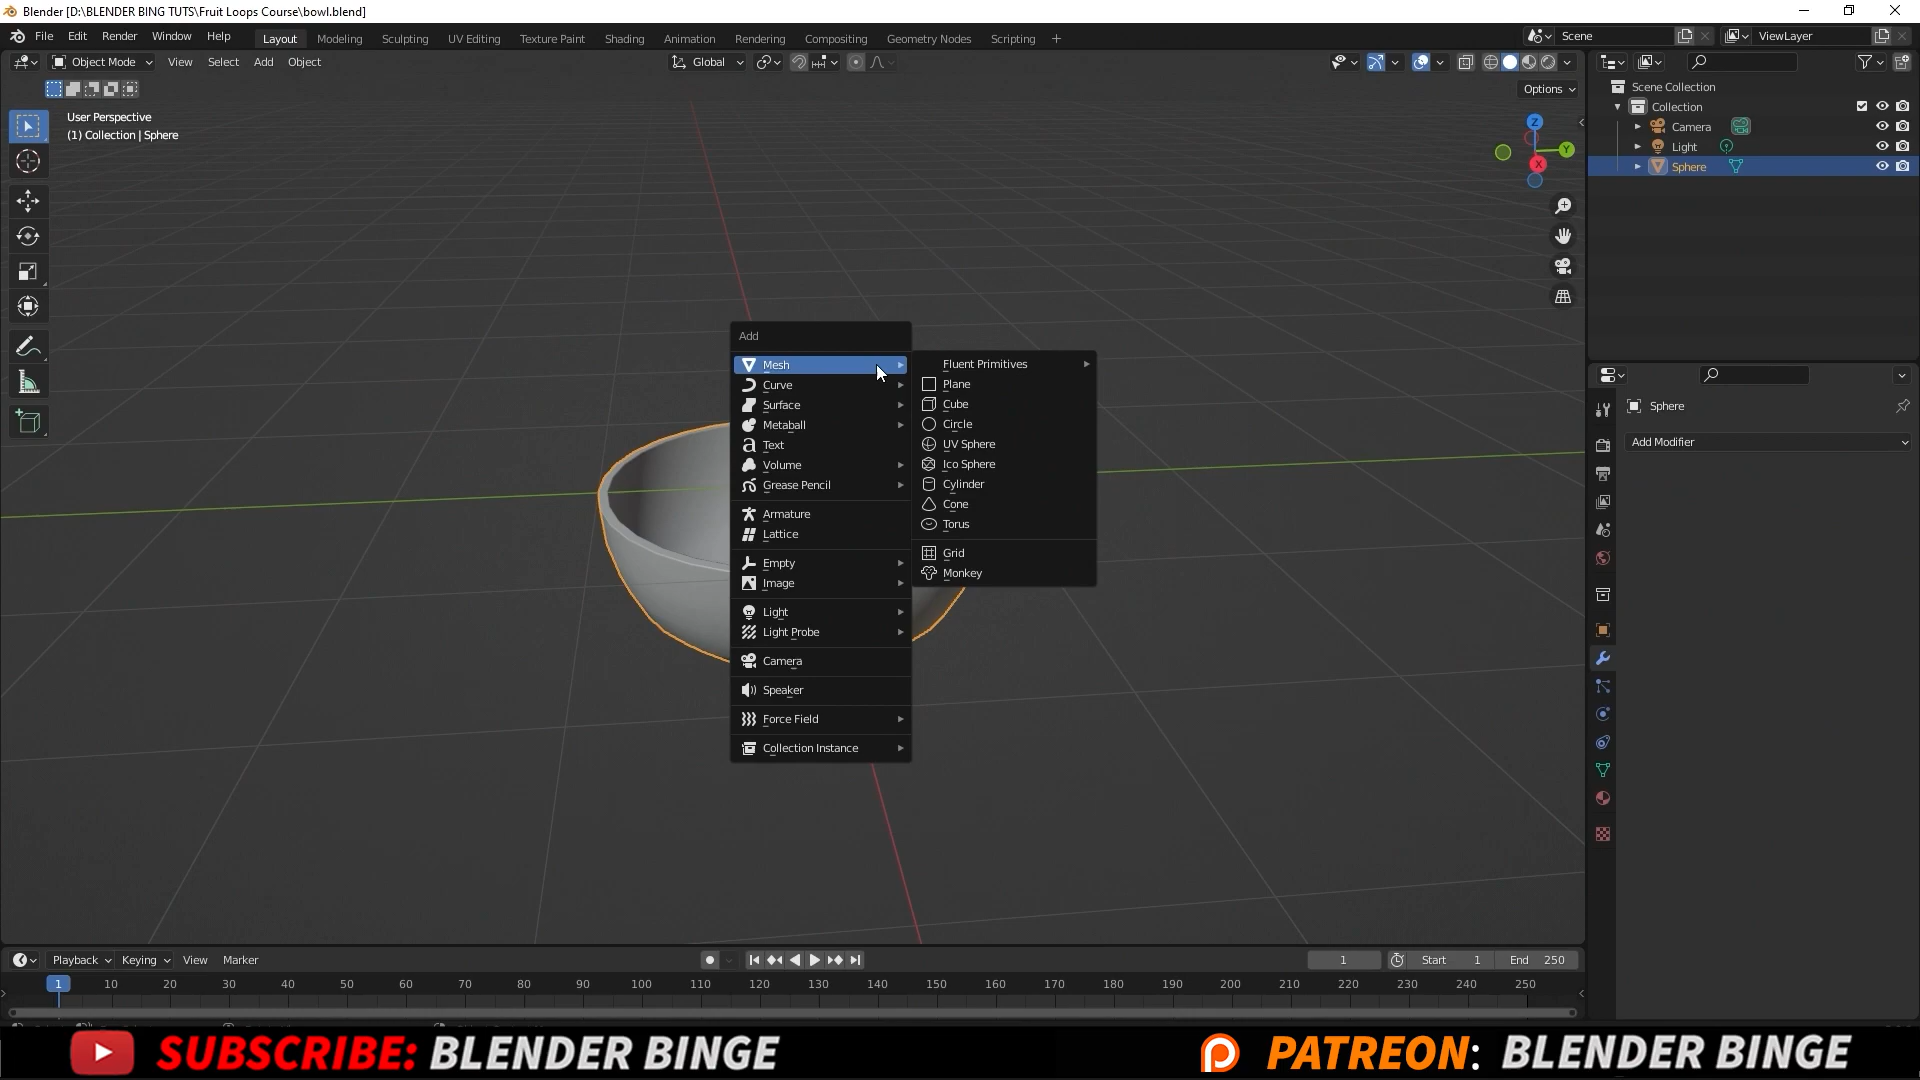 Blender [D:\BLENDER BING TUTS\Fruit Loops Course\bowl.blend]
File Edit Render Window Help Layout Modeling Sculpting UV Editing Texture Paint Shading Animation Rendering Compositing Geometry Nodes Scripting + Scene ViewLayer
Object Mode View Select Add Object Global
Options
User Perspective
(1) Collection | Sphere
Z
Y
X
Scene Collection
Collection
Camera
Light
Sphere
Sphere
Add Modifier
Add
Mesh
Curve
Surface
Metaball
Text
Volume
Grease Pencil
Armature
Lattice
Empty
Image
Light
Light Probe
Camera
Speaker
Force Field
Collection Instance
Fluent Primitives
Plane
Cube
Circle
UV Sphere
Ico Sphere
Cylinder
Cone
Torus
Grid
Monkey
Playback Keying View Marker 1 Start 1 End 250
1 10 20 30 40 50 60 70 80 90 100 110 120 130 140 150 160 170 180 190 200 210 220 230 240 250
SUBSCRIBE: BLENDER BINGE PATREON: BLENDER BINGE